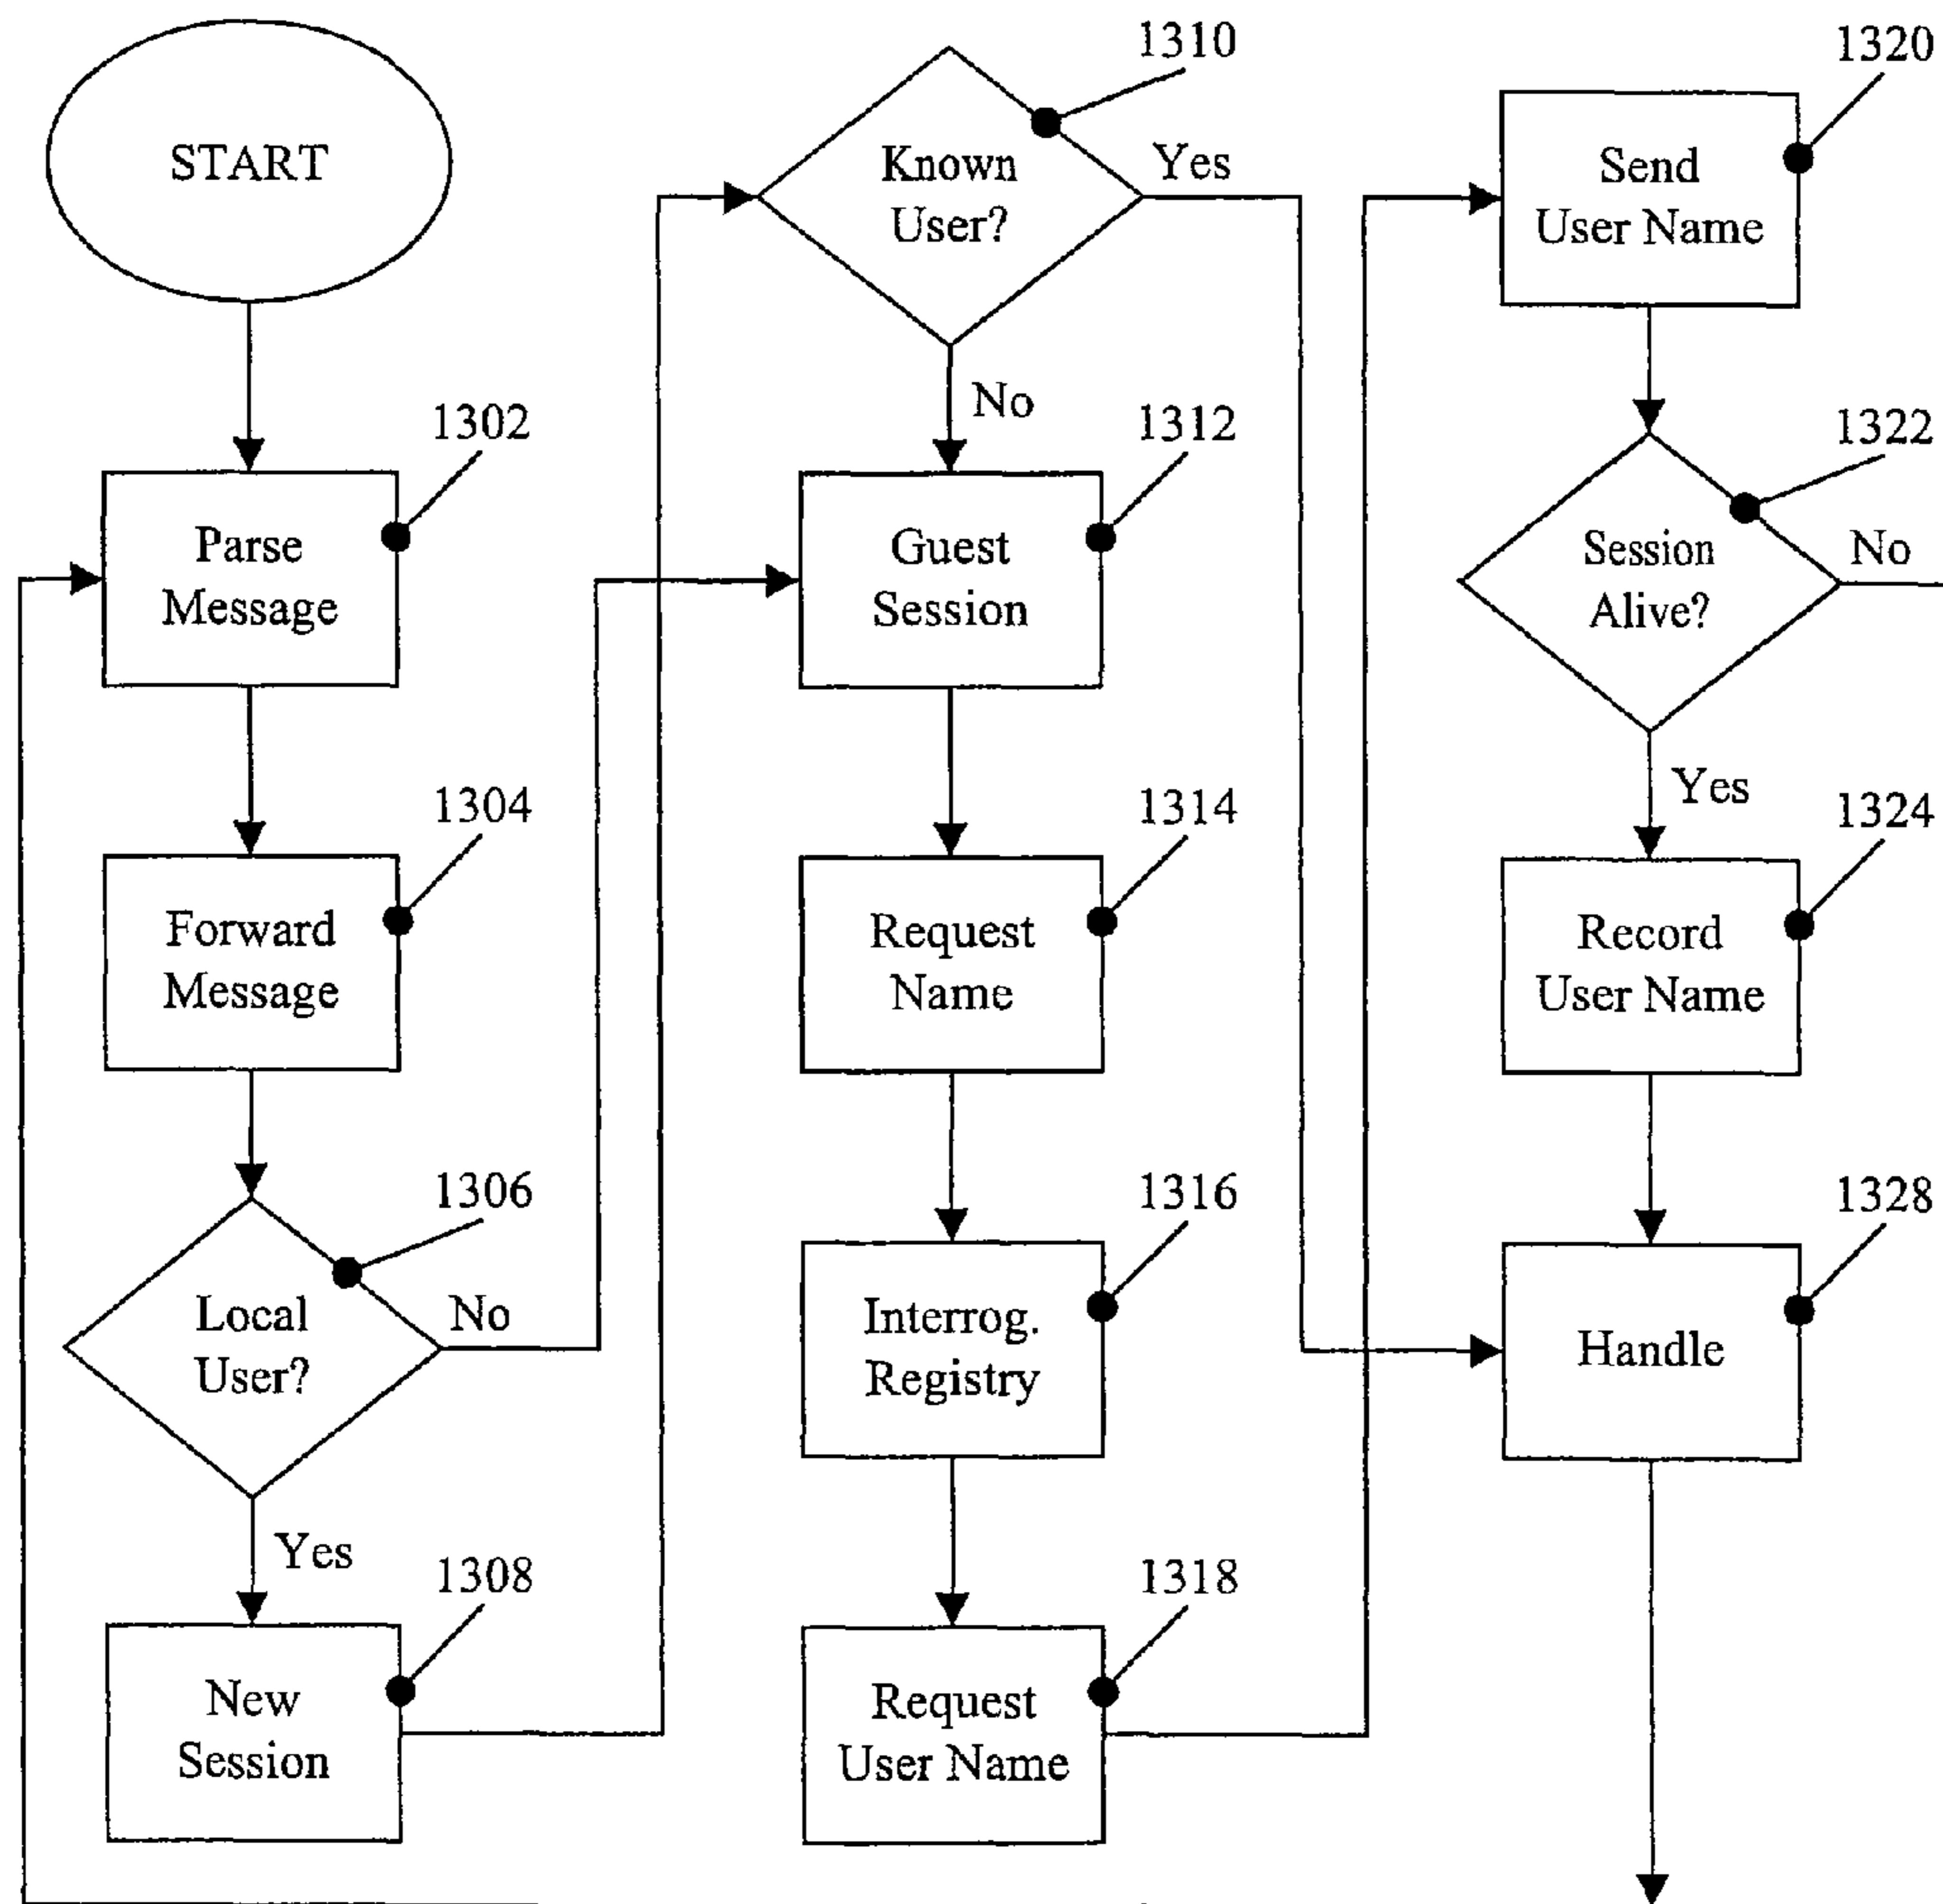 START
1302
Parse
Message
1304
Forward
Message
1306
Local
User?
No
Yes
1308
New
Session
1310
Known
User?
Yes
No
1312
Guest
Session
1314
Request
Name
1316
Interrog.
Registry
1318
Request
User Name
1320
Send
User Name
1322
Session
Alive?
No
Yes
1324
Record
User Name
1328
Handle